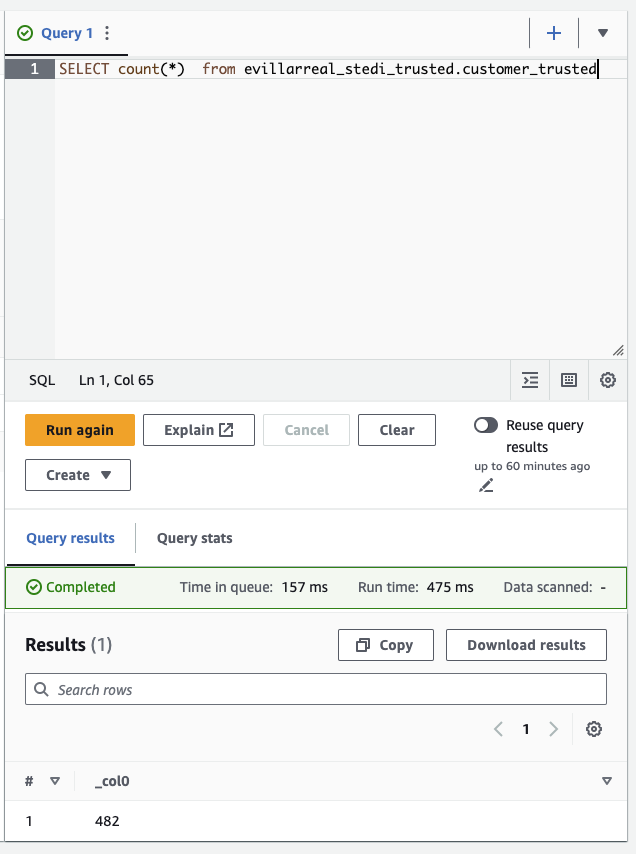 Query 1
1 SELECT count(*)  from evillarreal_stedi_trusted.customer_trusted
SQL Ln 1, Col 65
Run again Explain Cancel Clear
Reuse query
results
up to 60 minutes ago
Create
Query results Query stats
Completed Time in queue: 157 ms Run time: 475 ms Data scanned: -
Results (1) Copy Download results
Search rows
1
# _col0
1 482